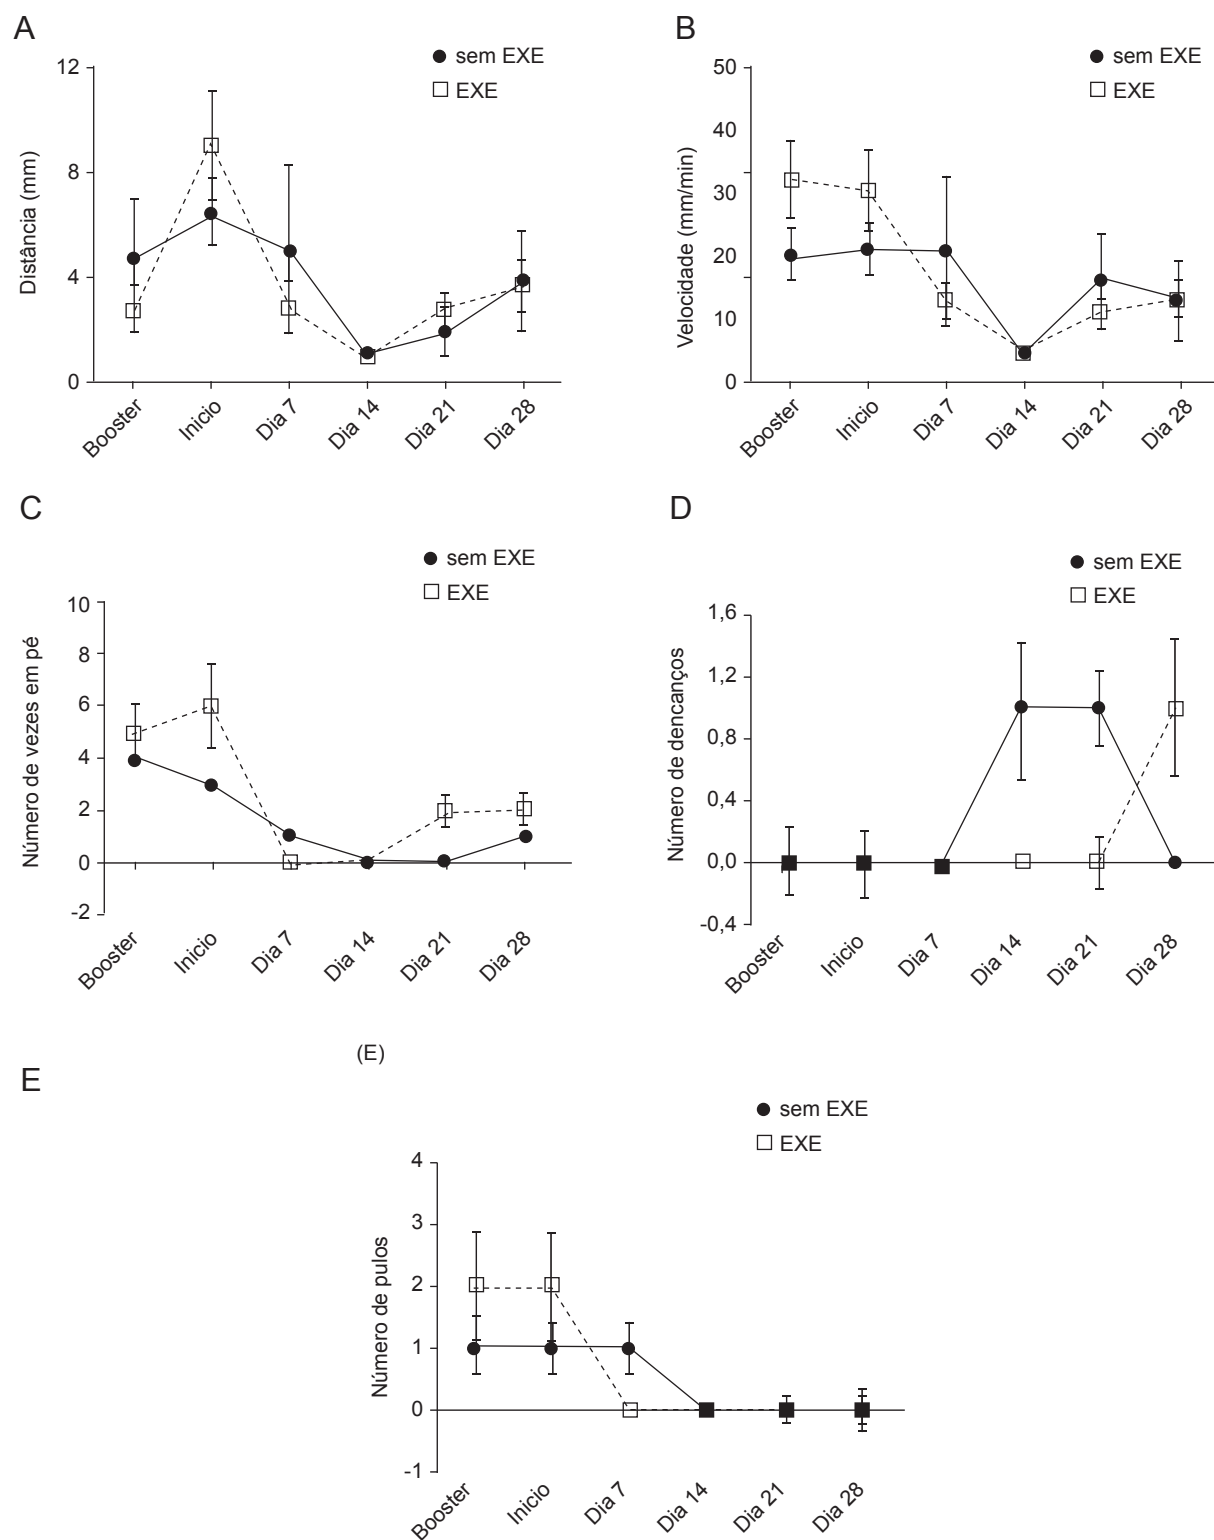 A
sem EXE
EXE
12
8
4
0
Distância (mm)
Booster
Inicio
Dia 7
Dia 14
Dia 21
Dia 28
B
sem EXE
EXE
50
40
30
20
10
0
Velocidade (mm/min)
Booster
Inicio
Dia 7
Dia 14
Dia 21
Dia 28
C
sem EXE
EXE
10
8
6
4
2
0
-2
Número de vezes em pé
Booster
Inicio
Dia 7
Dia 14
Dia 21
Dia 28
D
sem EXE
EXE
1,6
1,2
0,8
0,4
0,0
-0,4
Número de dencanços
Booster
Inicio
Dia 7
Dia 14
Dia 21
Dia 28
(E)
E
sem EXE
EXE
4
3
2
1
0
-1
Número de pulos
Booster
Inicio
Dia 7
Dia 14
Dia 21
Dia 28